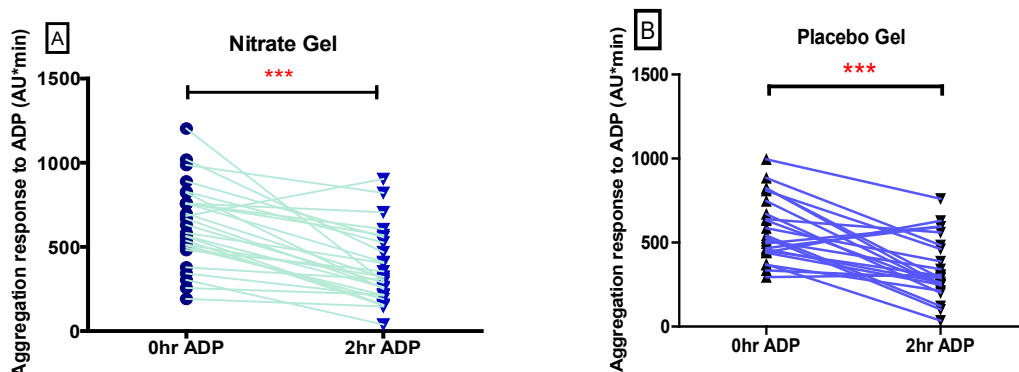 A
Nitrate Gel
***
Aggregation response to ADP (AU*min)
1500
1000
500
0
0hr ADP
2hr ADP
B
Placebo Gel
***
Aggregation response to ADP (AU*min)
1500
1000
500
0
0hr ADP
2hr ADP